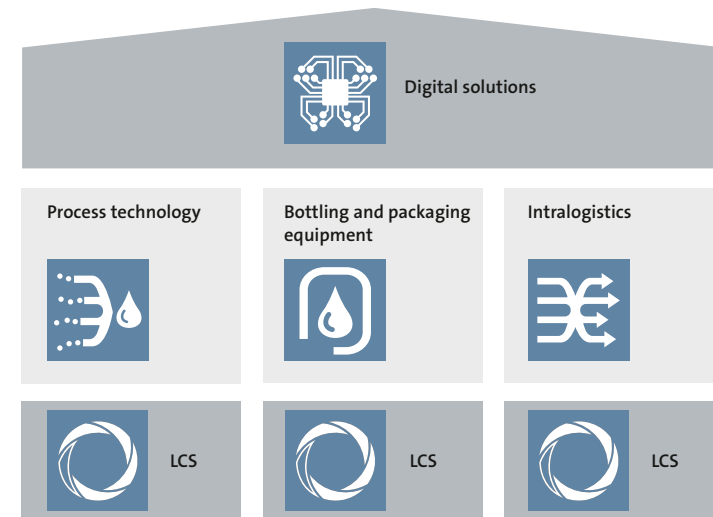 Digital solutions
Process technology
Bottling and packaging
equipment
Intralogistics
LCS
LCS
LCS